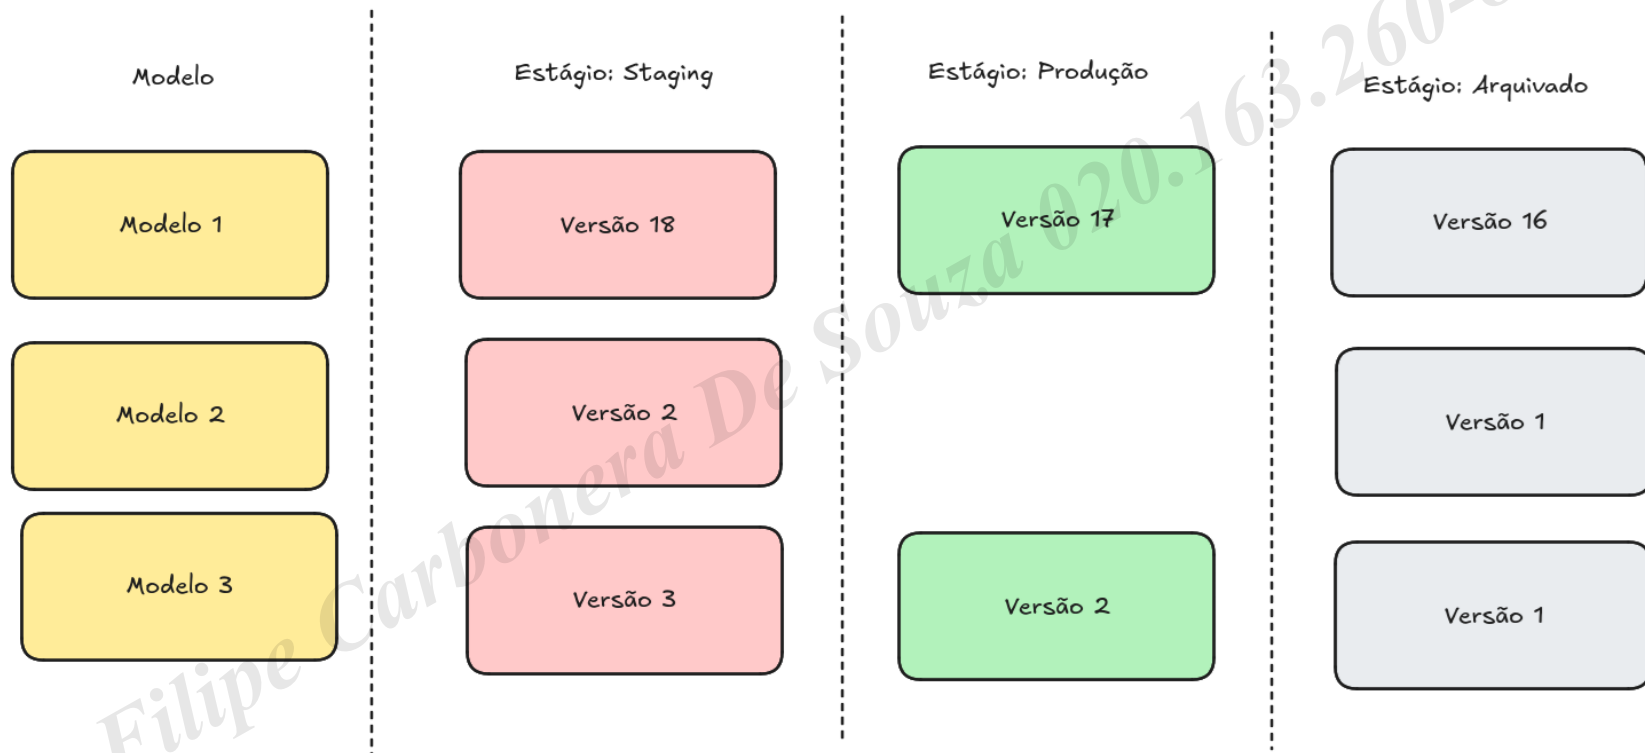 Modelo
Estágio: Staging
Estágio: Produção
Estágio: Arquivado
Modelo 1
Versão 18
Versão 17
Versão 16
Modelo 2
Versão 2
Versão 1
Modelo 3
Versão 3
Versão 2
Versão 1
Filipe Carbonera De Souza 020.163.260-